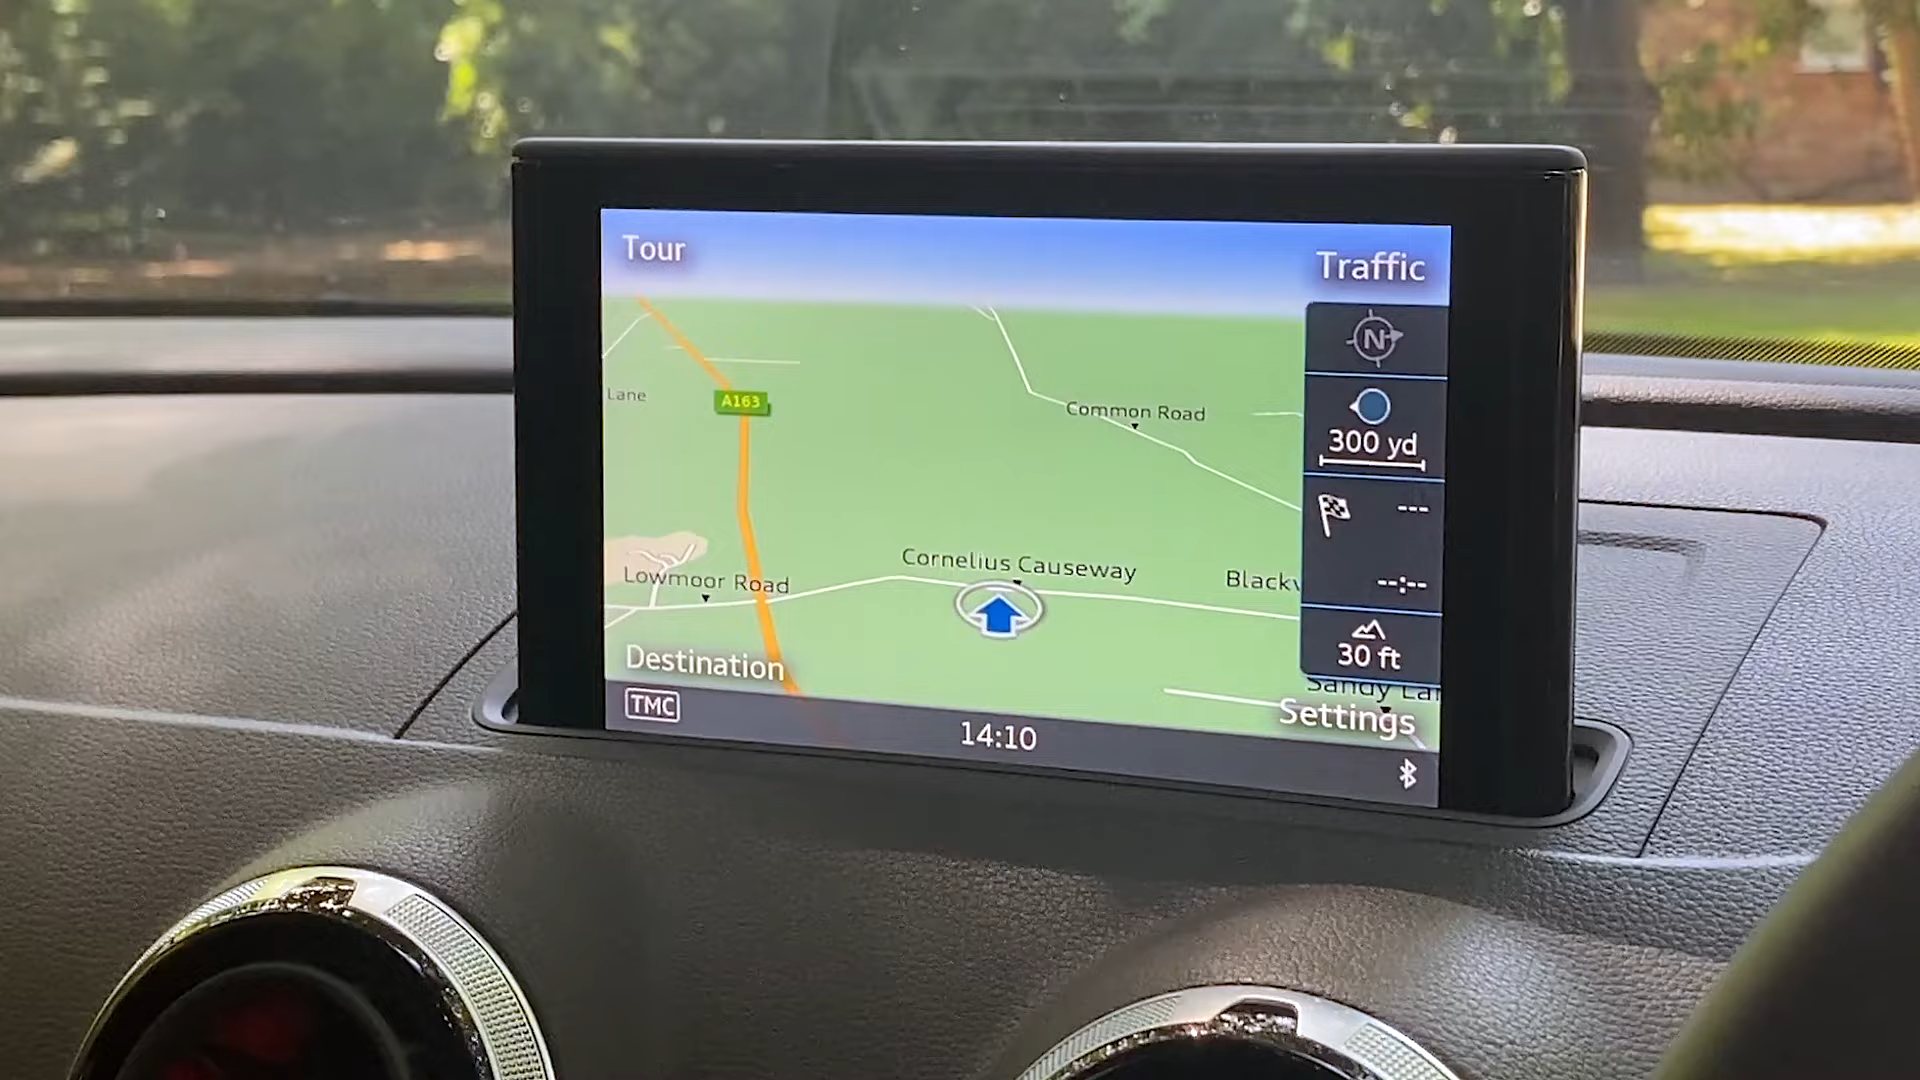 Tour
Traffic
N
Lane
A163
Common Road
300 yd
---
Cornelius Causeway
Lowmoor Road
--:--
30 ft
Destination
Settings
TMC
14:10